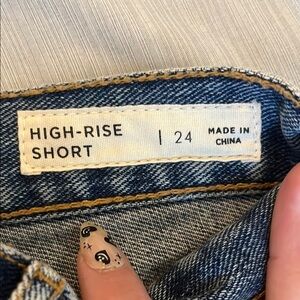 HIGH-RISE
SHORT
| 24
MADE IN
CHINA